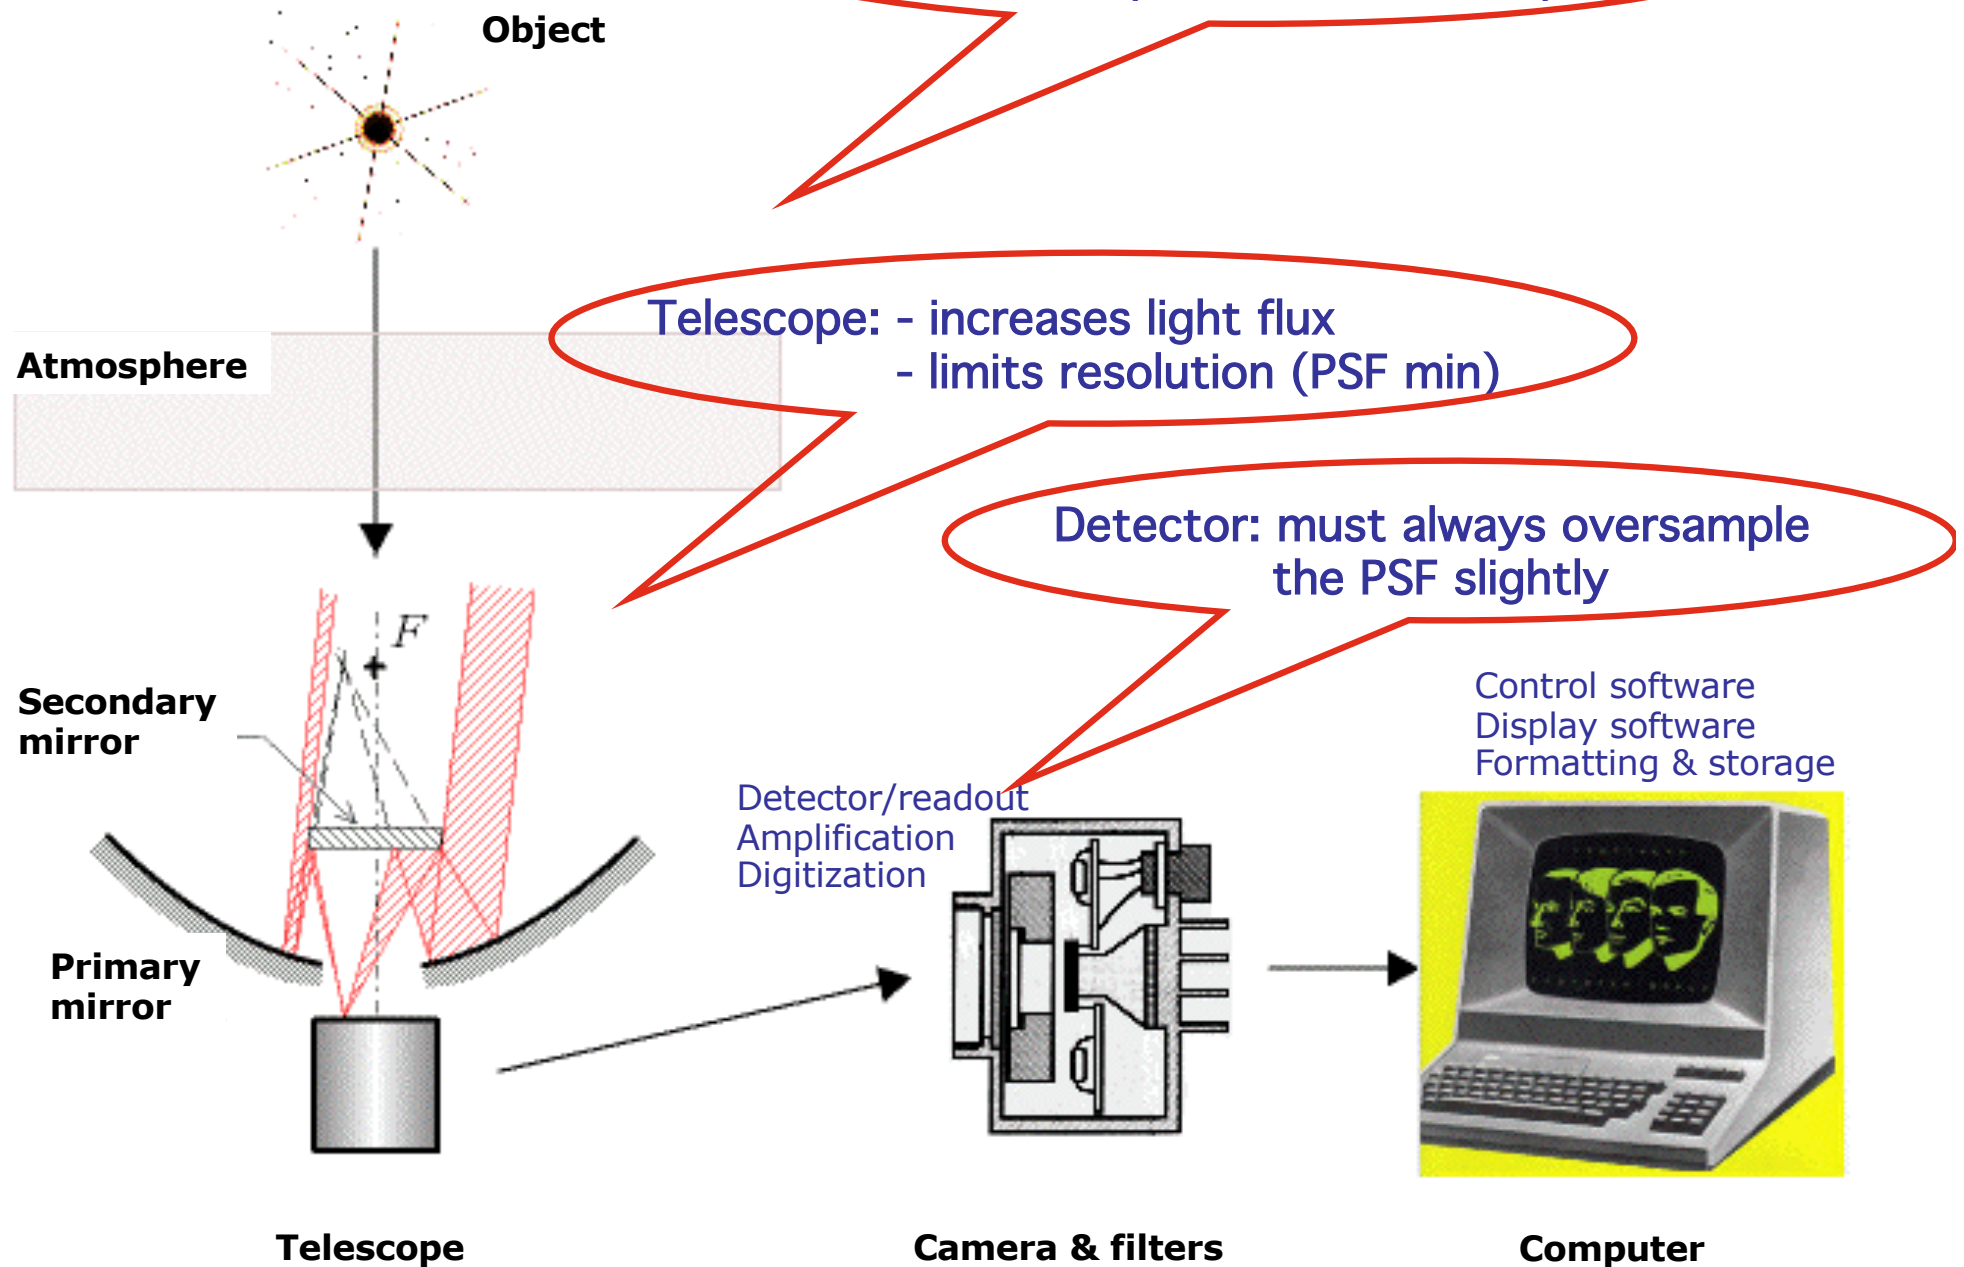 Object
Telescope: - increases light flux
- limits resolution (PSF min)
Atmosphere
Detector: must always oversample
the PSF slightly
F
Secondary
mirror
Control software
Display software
Formatting & storage
Detector/readout
Amplification
Digitization
Primary
mirror
Telescope
Camera & filters
Computer